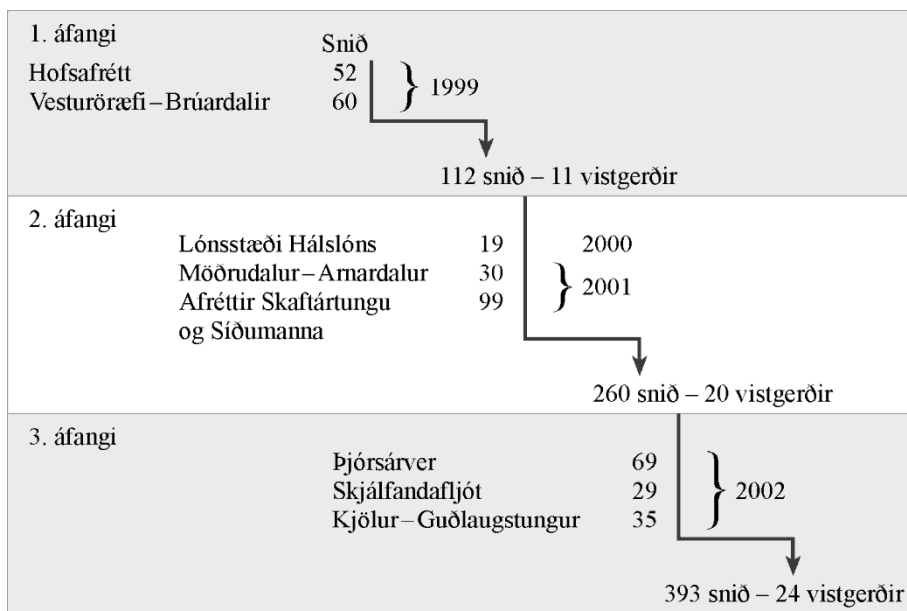 1. áfangi
Snið
Hofsafrétt 52
Vesturöræfi – Brúardalir 60
1999
112 snið – 11 vistgerðir
2. áfangi
Lónsstæði Hálslóns 19 2000
Möðrudalur – Arnardalur 30
Afréttir Skaftártungu 99
og Síðumanna
2001
260 snið – 20 vistgerðir
3. áfangi
Þjórsárver 69
Skjálfandafljót 29
Kjölur – Guðlaugstungur 35
2002
393 snið – 24 vistgerðir